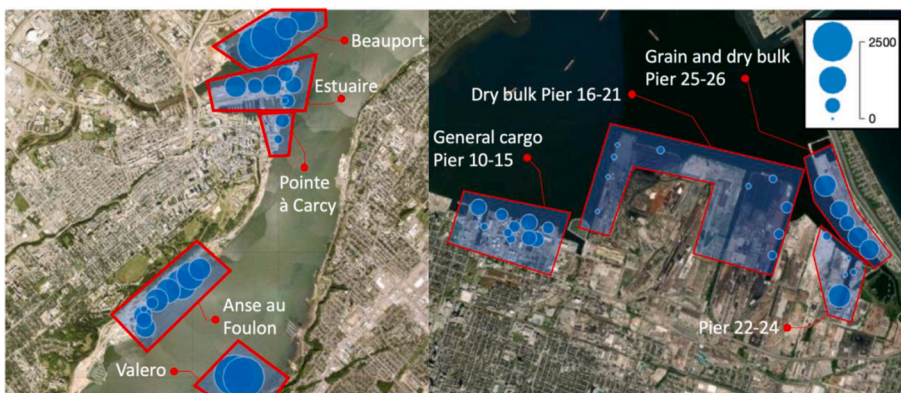 Beauport
Estuaire
Pointe
à Carcy
Anse au
Foulon
Valero
Grain and dry bulk
Pier 25-26
Dry bulk Pier 16-21
General cargo
Pier 10-15
Pier 22-24
2500
0